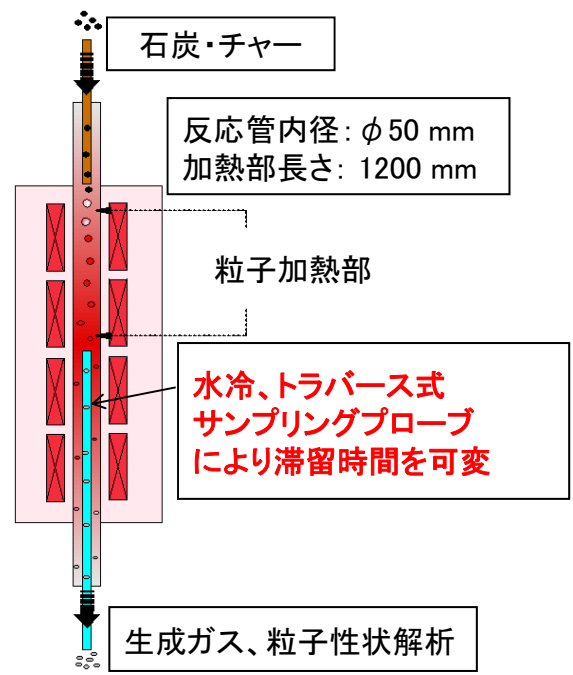 石炭・チャー
反応管内径：φ50 mm
加熱部長さ： 1200 mm
粒子加熱部
水冷、トラバース式
サンプリングプローブ
により滞留時間を可変
生成ガス、粒子性状解析